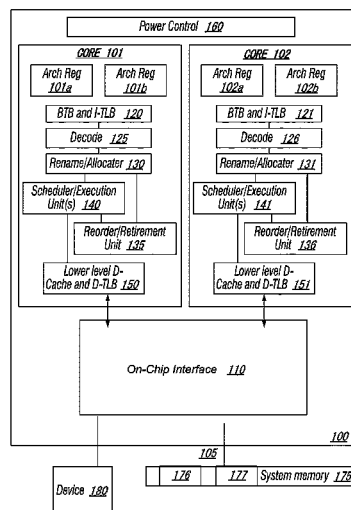 Power Control 160
CORE 101
CORE 102
Arch Reg 101a
Arch Reg 101b
Arch Reg 102a
Arch Reg 102b
BTB and I-TLB 120
BTB and I-TLB 121
Decode 125
Decode 126
Rename/Allocater 130
Rename/Allocater 131
Scheduler/Execution
Unit(s) 140
Scheduler/Execution
Unit(s) 141
Reorder/Retirement
Unit 135
Reorder/Retirement
Unit 136
Lower level D-
Cache and D-TLB 150
Lower level D-
Cache and D-TLB 151
On-Chip Interface 110
100
105
Device 180
176
177
System memory 175